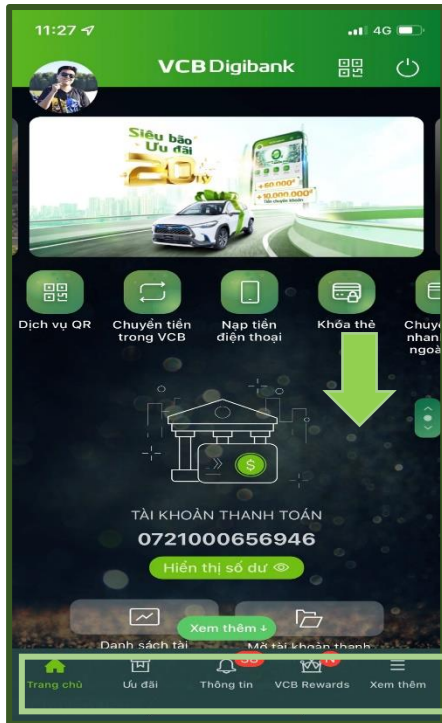 11:27
4G
VCB Digibank
Siêu bão
Ưu đãi
20
+60.000đ
+10.000.000
Dịch vụ QR
Chuyển tiền
trong VCB
Nạp tiền
điện thoại
Khóa thẻ
TÀI KHOẢN THANH TOÁN
0721000656946
Hiển thị số dư
Xem thêm ↓
Danh sách tài
Mở tài khoản thanh
Trang chủ
Ưu đãi
Thông tin
VCB Rewards
N
Xem thêm